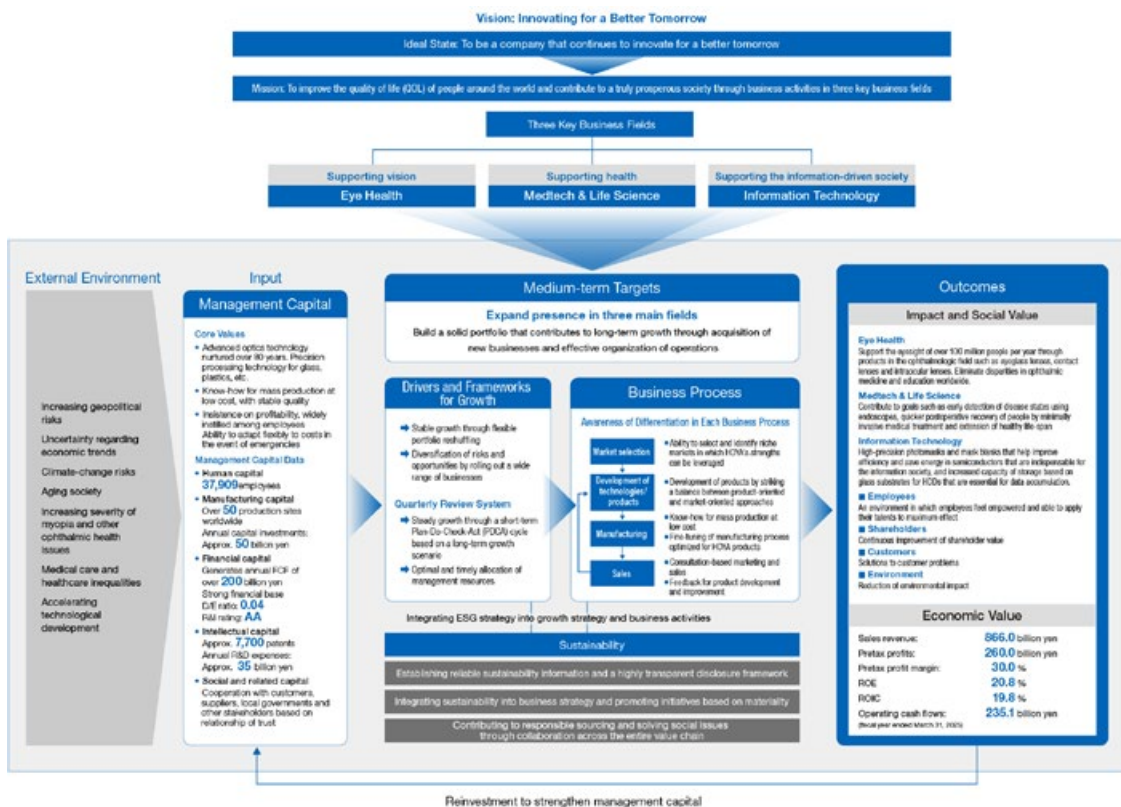 Vision: Innovating for a Better Tomorrow
Ideal State: To be a company that continues to innovate for a better tomorrow
Mission: To improve the quality of life (QOL) of people around the world and contribute to a truly prosperous society through business activities in three key business fields
Three Key Business Fields
Supporting vision
Eye Health
Supporting health
Medtech & Life Science
Supporting the information-driven society
Information Technology
External Environment
Increasing geopolitical
risks
Uncertainty regarding
economic trends
Climate-change risks
Aging society
Increasing severity of
myopia and other
ophthalmic health
issues
Medical care and
healthcare inequalities
Accelerating
technological
development
Input
Management Capital
Core Values
• Advanced optics technology
nurtured over 80 years. Precision
processing technology for glass,
plastics, etc.
• Know-how for mass production at
low cost, with stable quality
• Insistence on profitability, widely
instilled among employees
Ability to adapt flexibly to costs in
the event of emergencies
Management Capital Data
• Human capital
37,909 employees
• Manufacturing capital
Over 50 production sites
worldwide
Annual capital investments:
Approx. 50 billion yen
• Financial capital
Generates annual FCF of
over 200 billion yen
Strong financial base
D/E ratio: 0.04
R&I rating: AA
• Intellectual capital
Approx. 7,700 patents
Annual R&D expenses:
Approx. 35 billion yen
• Social and related capital
Cooperation with customers,
suppliers, local governments and
other stakeholders based on
relationship of trust
Medium-term Targets
Expand presence in three main fields
Build a solid portfolio that contributes to long-term growth through acquisition of
new businesses and effective organization of operations
Drivers and Frameworks
for Growth
➔ Stable growth through flexible
portfolio reshuffling
➔ Diversification of risks and
opportunities by rolling out a wide
range of businesses
Quarterly Review System
➔ Steady growth through a short-term
Plan-Do-Check-Act (PDCA) cycle
based on a long-term growth
scenario
➔ Optimal and timely allocation of
management resources
Business Process
Awareness of Differentiation in Each Business Process
Market selection
• Ability to select and identify niche
markets in which HOYA's strengths
can be leveraged
Development of
technologies/
products
• Development of products by striking
a balance between product-oriented
and market-oriented approaches
Manufacturing
• Know-how for mass production at
low cost
• Fine-tuning of manufacturing process
optimized for HOYA products
Sales
• Consultation-based marketing and
sales
• Feedback for product development
and improvement
Integrating ESG strategy into growth strategy and business activities
Sustainability
Establishing reliable sustainability information and a highly transparent disclosure framework
Integrating sustainability into business strategy and promoting initiatives based on materiality
Contributing to responsible sourcing and solving social issues
through collaboration across the entire value chain
Outcomes
Impact and Social Value
Eye Health
Support the eyesight of over 100 million people per year through
products in the ophthalmologic field such as eyeglass lenses, contact
lenses and intraocular lenses. Eliminate disparities in ophthalmic
medicine and education worldwide.
Medtech & Life Science
Contribute to goals such as early detection of disease states using
endoscopes, quicker postoperative recovery of people by minimally
invasive medical treatment and extension of healthy life-span
Information Technology
High-precision photomasks and mask blanks that help improve
efficiency and save energy in semiconductors that are indispensable for
the information society, and increased capacity of storage based on
glass substrates for HDDs that are essential for data accumulation.
■ Employees
An environment in which employees feel empowered and able to apply
their talents to maximum effect
■ Shareholders
Continuous improvement of shareholder value
■ Customers
Solutions to customer problems
■ Environment
Reduction of environmental impact
Economic Value
Sales revenue: 866.0 billion yen
Pretax profits: 260.0 billion yen
Pretax profit margin: 30.0 %
ROE 20.8 %
ROIC 19.8 %
Operating cash flows: 235.1 billion yen
(fiscal year ended March 31, 2025)
Reinvestment to strengthen management capital